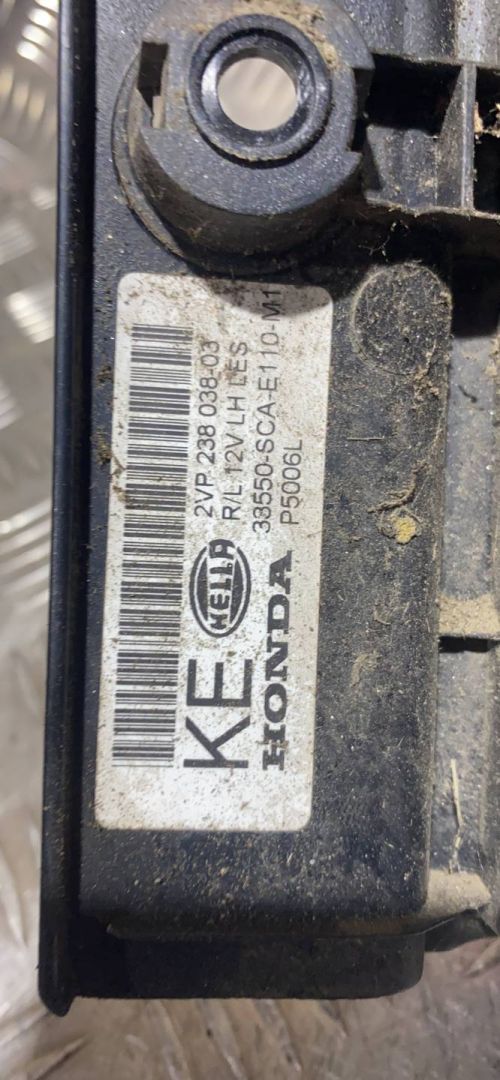 2VP 238 038-03
R/L 12V LH LES
33550-SCA-E110-M1
P5006L
KE HELLA
HONDA